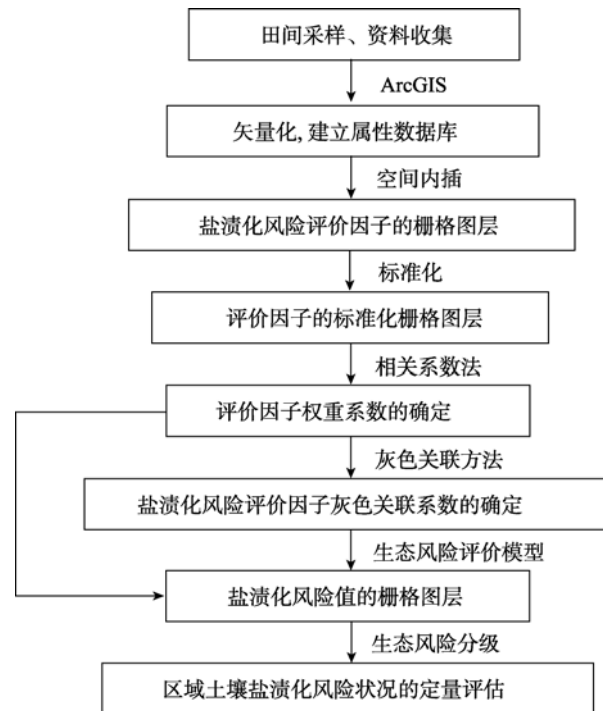 田间采样、资料收集
ArcGIS
矢量化, 建立属性数据库
空间内插
盐渍化风险评价因子的栅格图层
标准化
评价因子的标准化栅格图层
相关系数法
评价因子权重系数的确定
灰色关联方法
盐渍化风险评价因子灰色关联系数的确定
生态风险评价模型
盐渍化风险值的栅格图层
生态风险分级
区域土壤盐渍化风险状况的定量评估